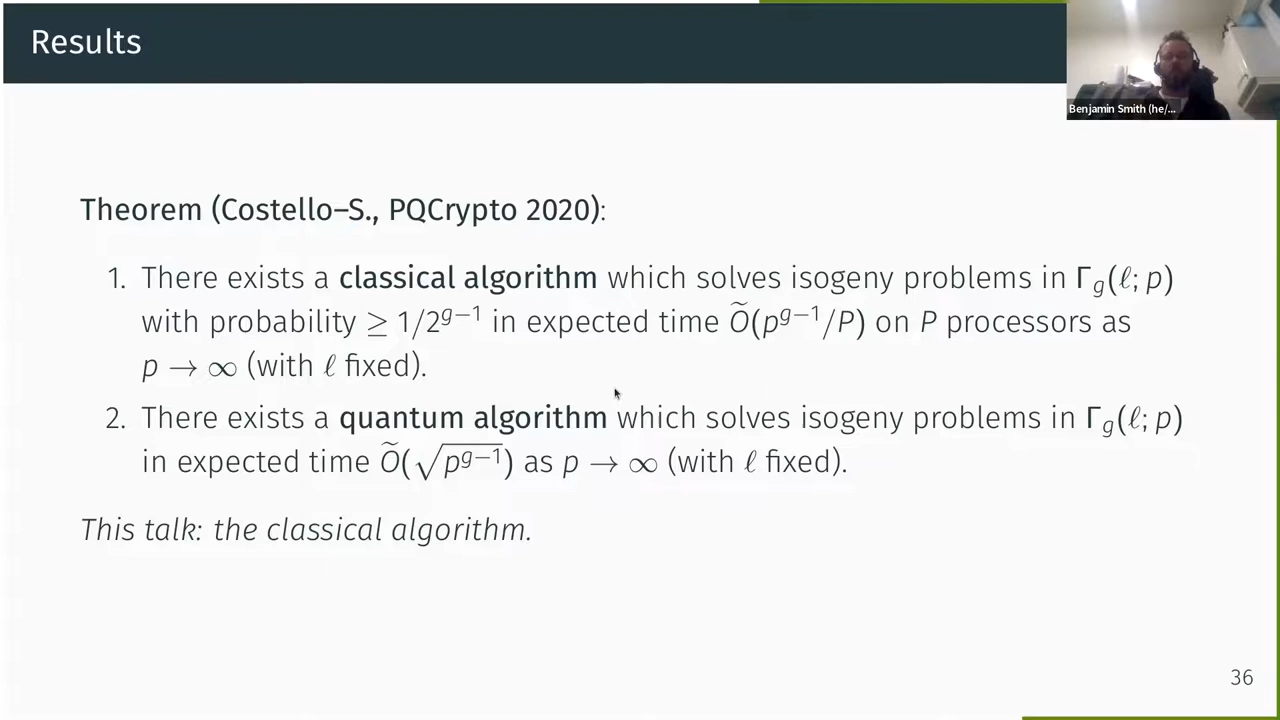 Results
Benjamin Smith (he/...
Theorem (Costello–S., PQCrypto 2020):
1. There exists a classical algorithm which solves isogeny problems in Γ_g(ℓ; p)
with probability ≥ 1/2^{g−1} in expected time Õ(p^{g−1}/P) on P processors as
p → ∞ (with ℓ fixed).
2. There exists a quantum algorithm which solves isogeny problems in Γ_g(ℓ; p)
in expected time Õ(√(p^{g−1})) as p → ∞ (with ℓ fixed).
This talk: the classical algorithm.
36